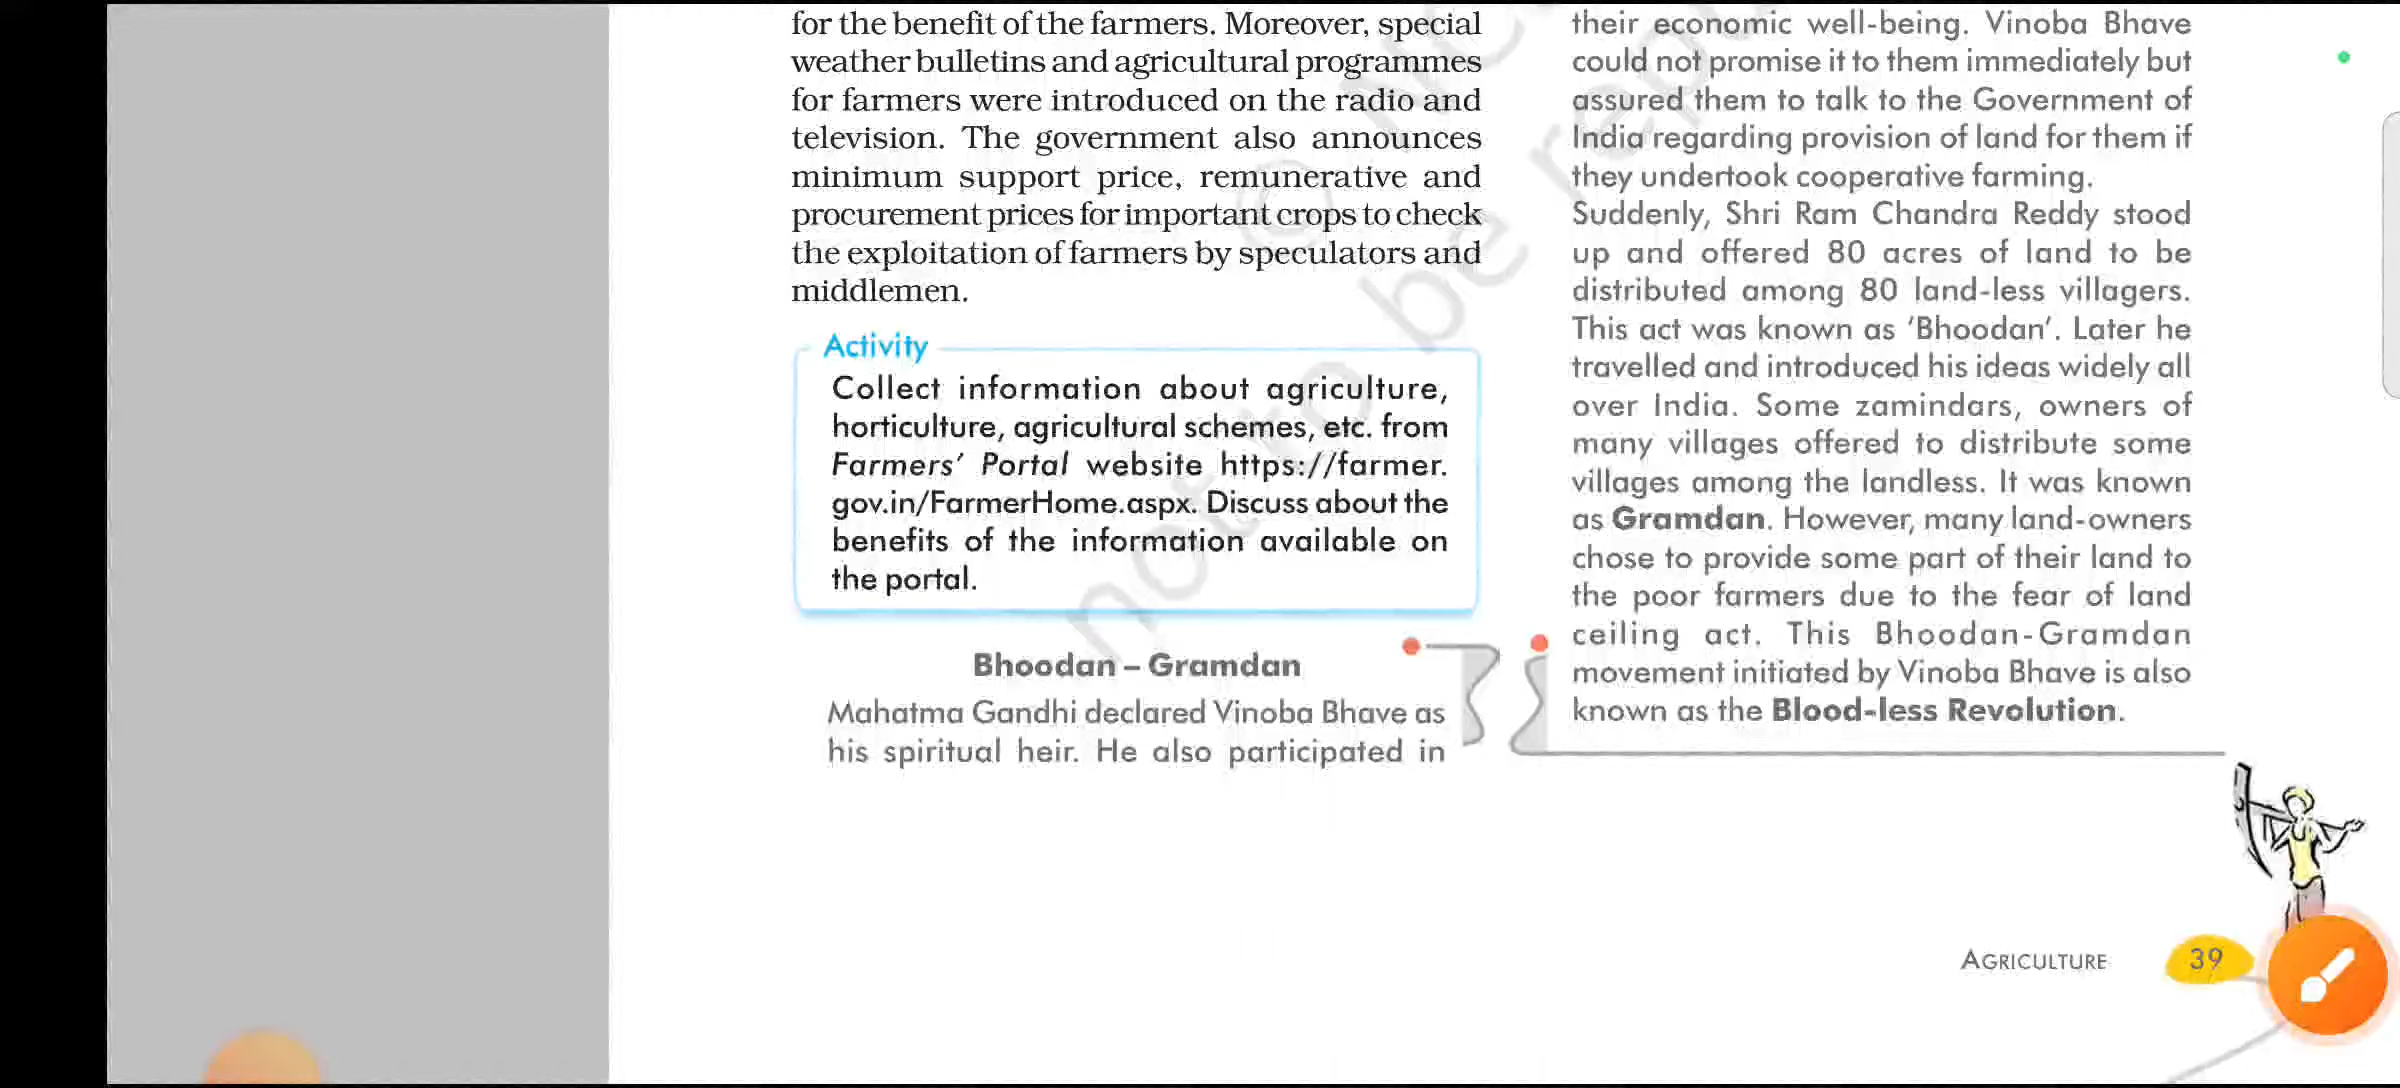 for the benefit of the farmers. Moreover, special
weather bulletins and agricultural programmes
for farmers were introduced on the radio and
television. The government also announces
minimum support price, remunerative and
procurement prices for important crops to check
the exploitation of farmers by speculators and
middlemen.
Activity
Collect information about agriculture,
horticulture, agricultural schemes, etc. from
Farmers' Portal website https://farmer.
gov.in/FarmerHome.aspx. Discuss about the
benefits of the information available on
the portal.
Bhoodan – Gramdan
Mahatma Gandhi declared Vinoba Bhave as
his spiritual heir. He also participated in
their economic well-being. Vinoba Bhave
could not promise it to them immediately but
assured them to talk to the Government of
India regarding provision of land for them if
they undertook cooperative farming.
Suddenly, Shri Ram Chandra Reddy stood
up and offered 80 acres of land to be
distributed among 80 land-less villagers.
This act was known as 'Bhoodan'. Later he
travelled and introduced his ideas widely all
over India. Some zamindars, owners of
many villages offered to distribute some
villages among the landless. It was known
as Gramdan. However, many land-owners
chose to provide some part of their land to
the poor farmers due to the fear of land
ceiling act. This Bhoodan-Gramdan
movement initiated by Vinoba Bhave is also
known as the Blood-less Revolution.
AGRICULTURE 39
not to be